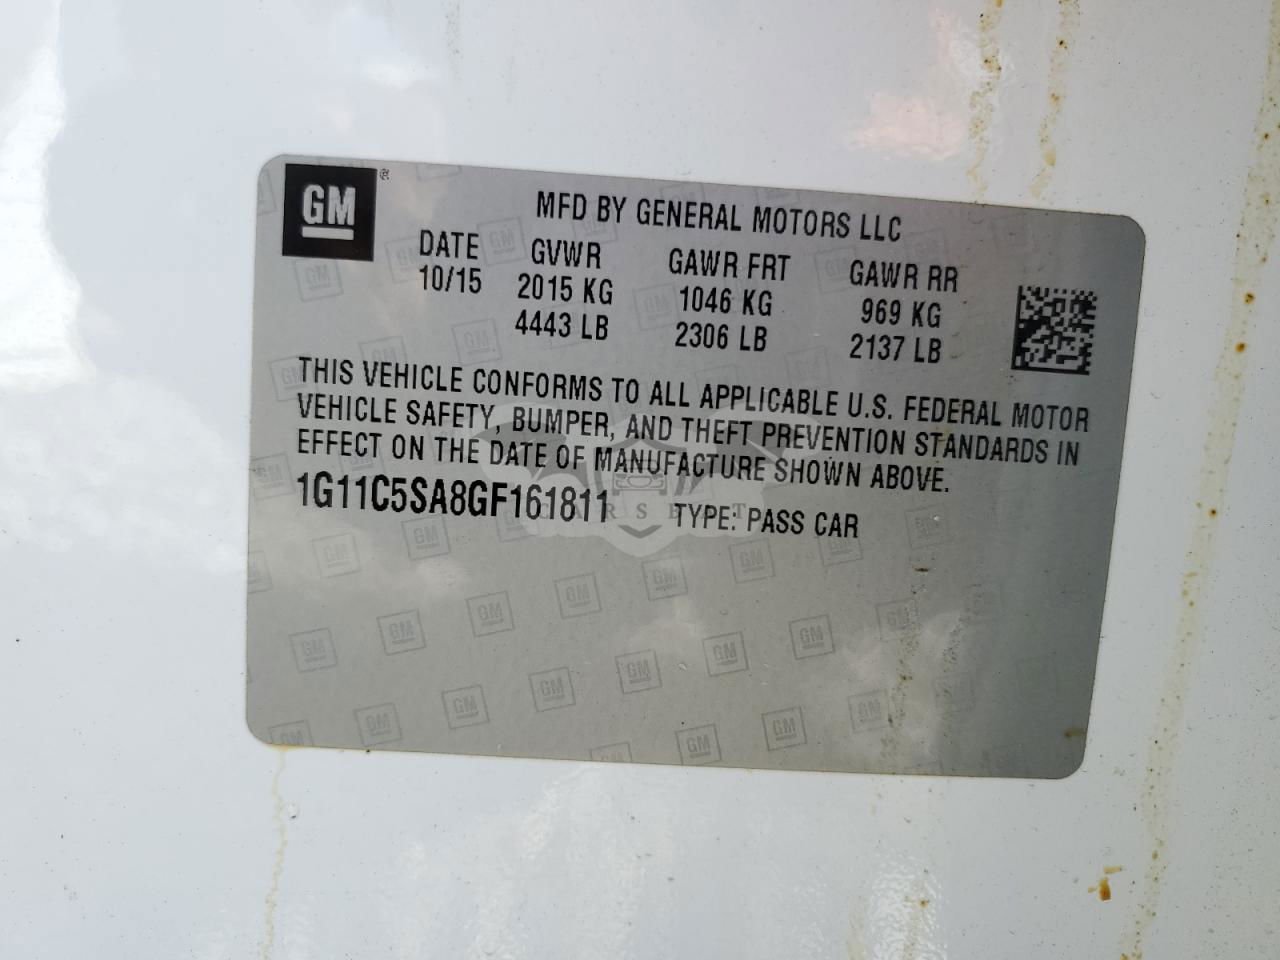 GM ®
MFD BY GENERAL MOTORS LLC
DATE GVWR GAWR FRT GAWR RR
10/15 2015 KG 1046 KG 969 KG
4443 LB 2306 LB 2137 LB
THIS VEHICLE CONFORMS TO ALL APPLICABLE U.S. FEDERAL MOTOR
VEHICLE SAFETY, BUMPER, AND THEFT PREVENTION STANDARDS IN
EFFECT ON THE DATE OF MANUFACTURE SHOWN ABOVE.
1G11C5SA8GF161811 TYPE: PASS CAR